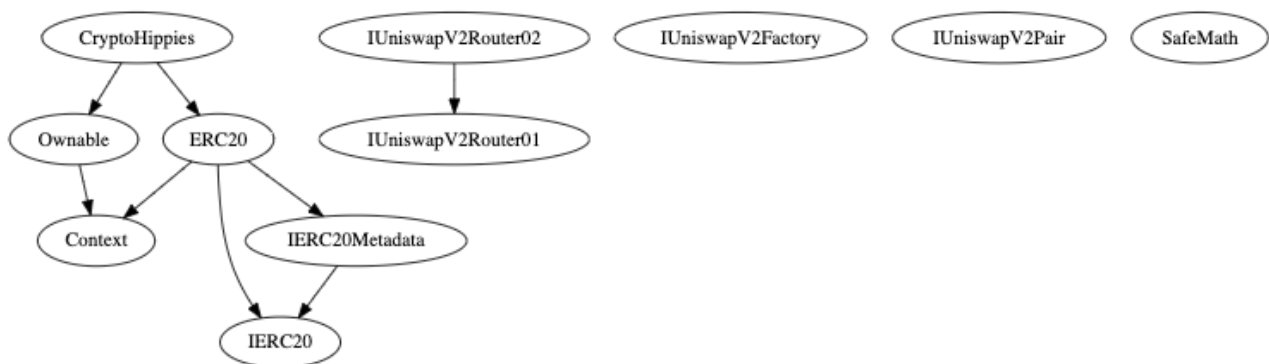 CryptoHippies
IUniswapV2Router02
IUniswapV2Factory
IUniswapV2Pair
SafeMath
Ownable
ERC20
IUniswapV2Router01
Context
IERC20Metadata
IERC20